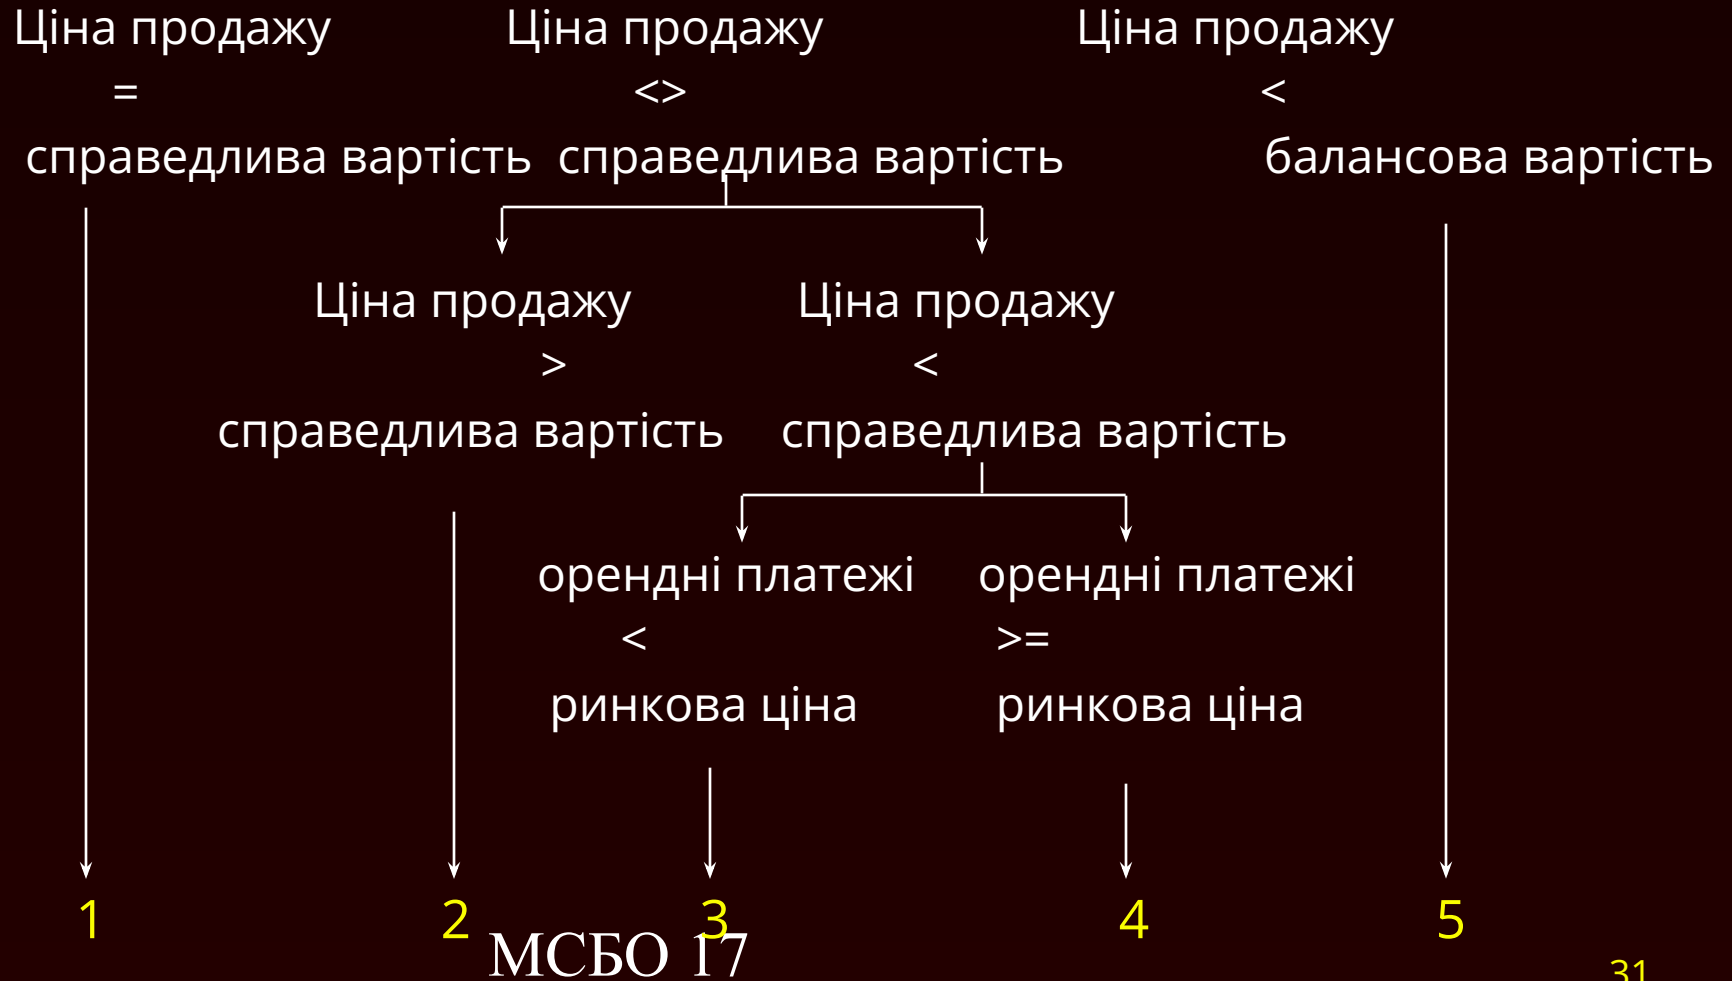 Ціна продажу Ціна продажу Ціна продажу
= <> <
справедлива вартість справедлива вартість балансова вартість
Ціна продажу Ціна продажу
> <
справедлива вартість справедлива вартість
орендні платежі орендні платежі
< >=
ринкова ціна ринкова ціна
1 2 3 4 5
МСБО 17
31